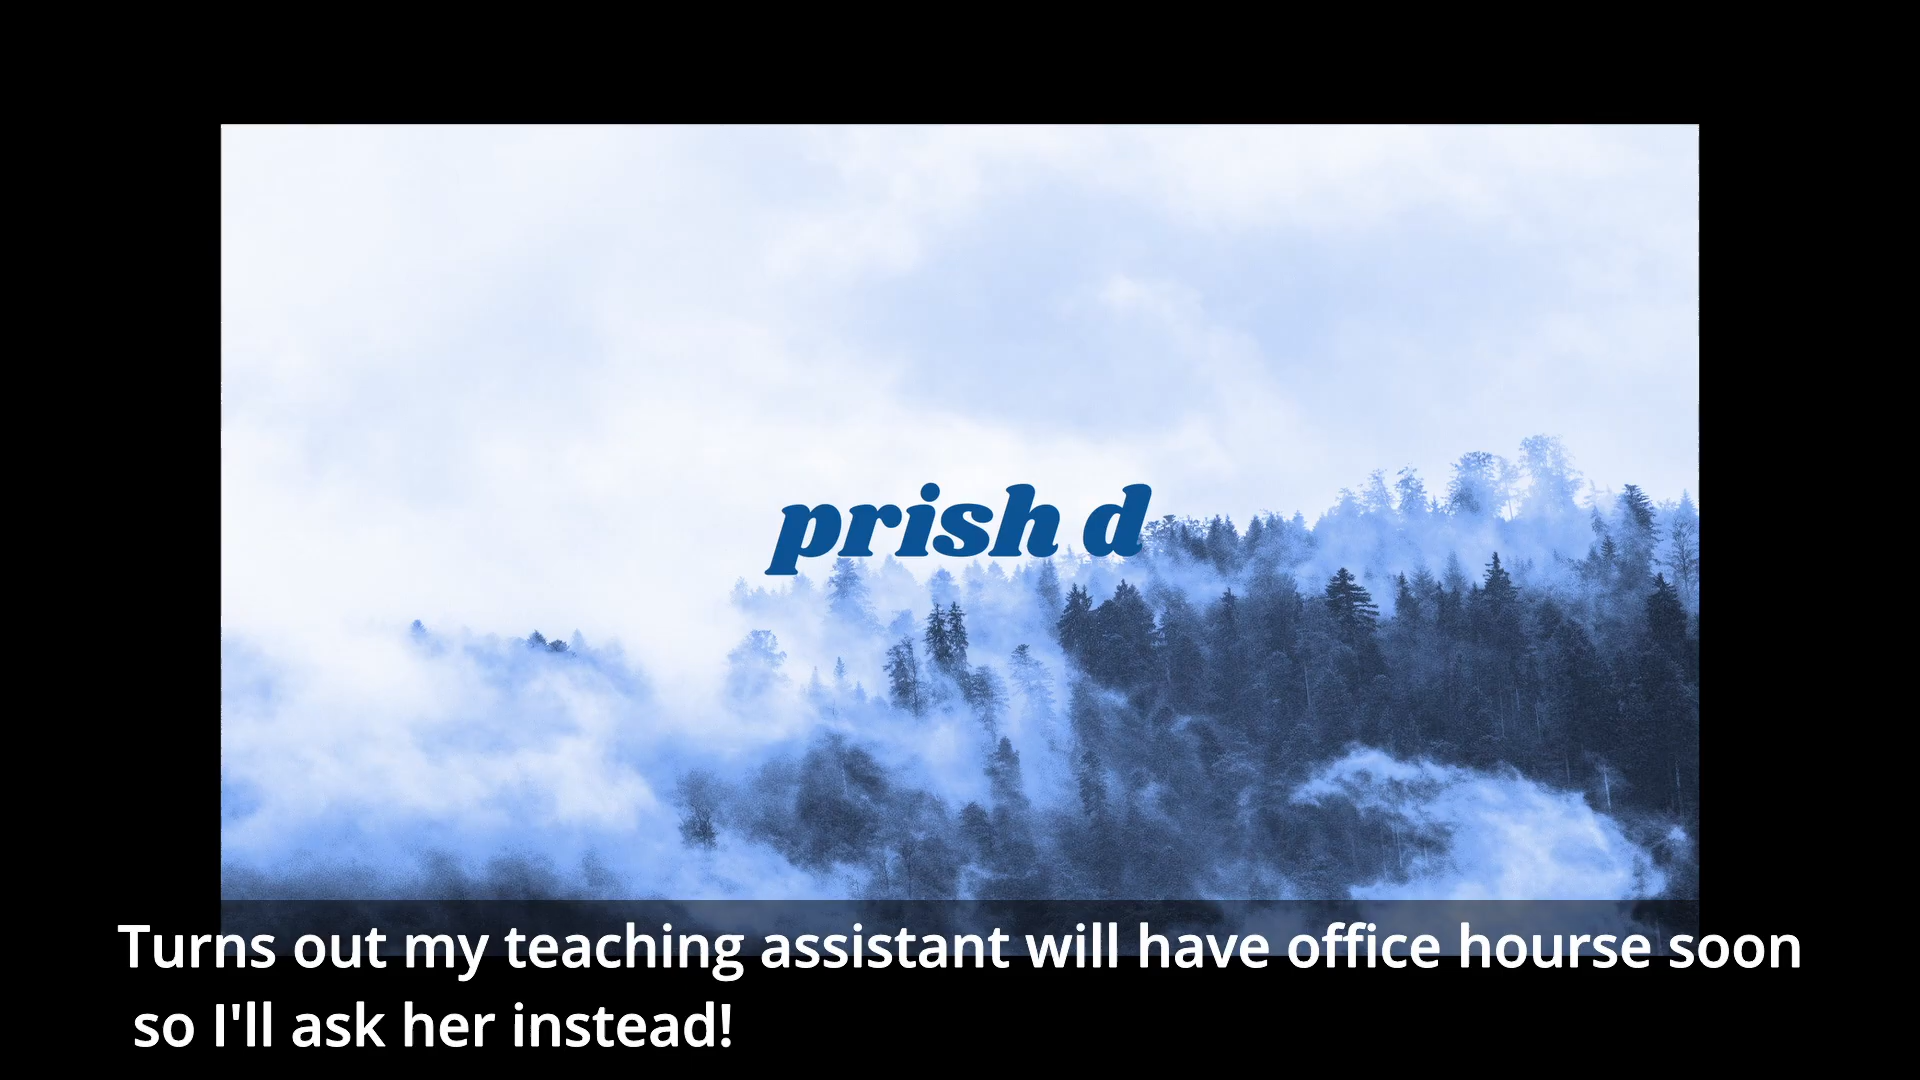 prish d
Turns out my teaching assistant will have office hourse soon
so I'll ask her instead!